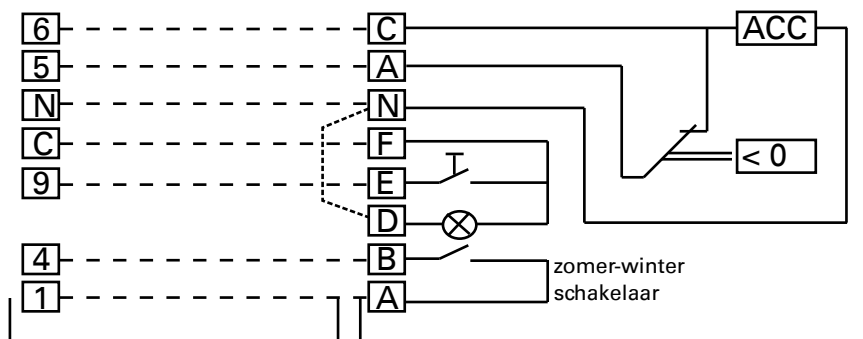 6 C ACC
5 A
N N
C F < 0
9 E
D
4 B zomer-winter
schakelaar
1 A